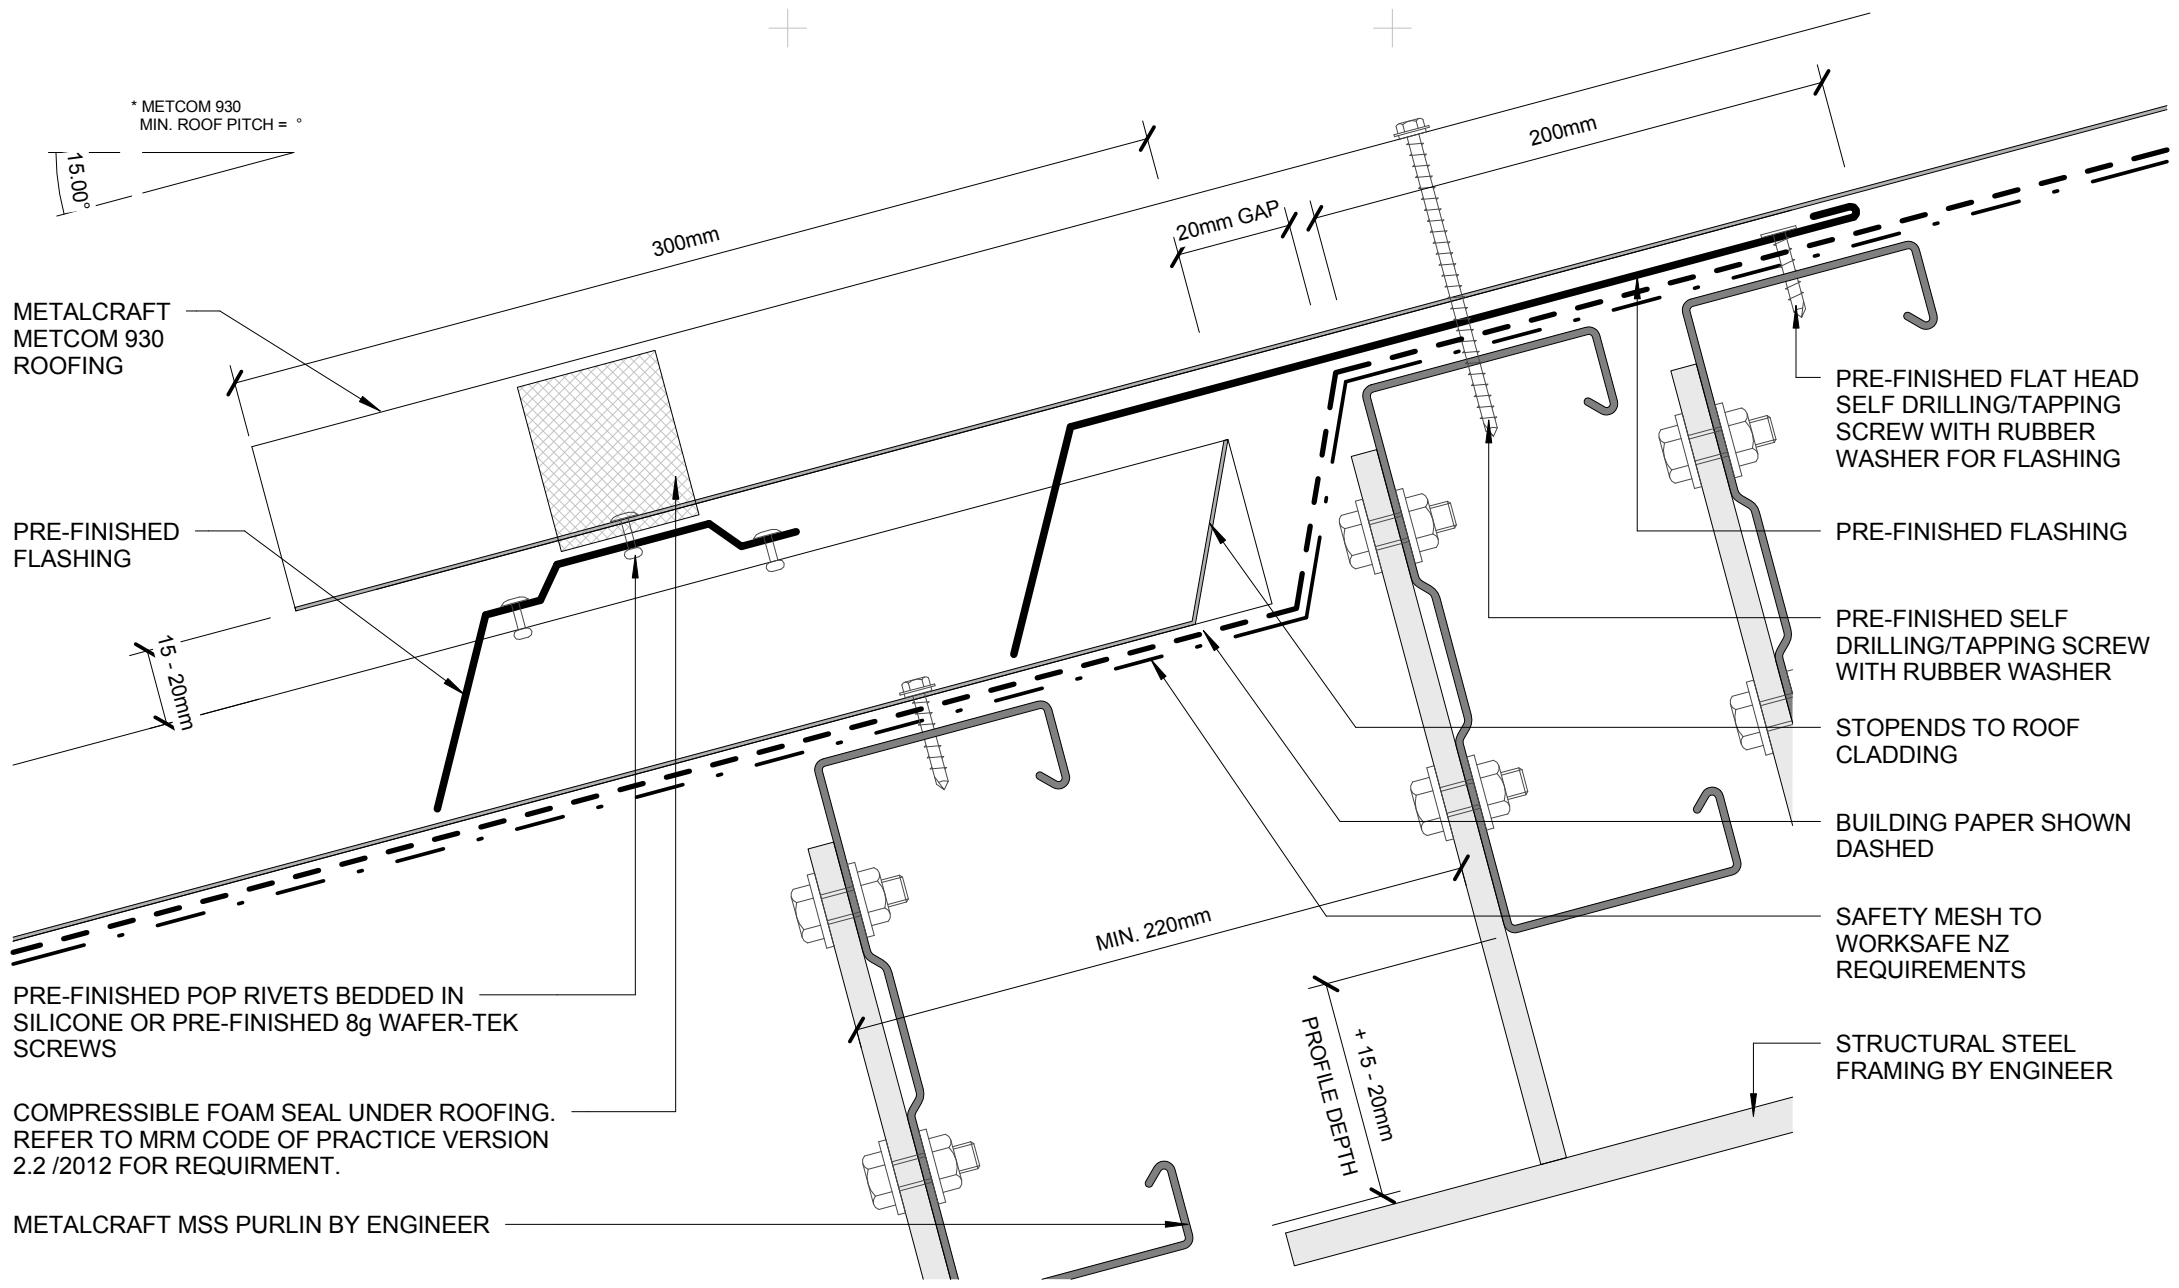 * METCOM 930
MIN. ROOF PITCH = °
15.00°
300mm
20mm GAP
200mm
METALCRAFT
METCOM 930
ROOFING
PRE-FINISHED
FLASHING
15 - 20mm
PRE-FINISHED POP RIVETS BEDDED IN
SILICONE OR PRE-FINISHED 8g WAFER-TEK
SCREWS
COMPRESSIBLE FOAM SEAL UNDER ROOFING.
REFER TO MRM CODE OF PRACTICE VERSION
2.2 /2012 FOR REQUIRMENT.
METALCRAFT MSS PURLIN BY ENGINEER
MIN. 220mm
+ 15 - 20mm
PROFILE DEPTH
PRE-FINISHED FLAT HEAD
SELF DRILLING/TAPPING
SCREW WITH RUBBER
WASHER FOR FLASHING
PRE-FINISHED FLASHING
PRE-FINISHED SELF
DRILLING/TAPPING SCREW
WITH RUBBER WASHER
STOPENDS TO ROOF
CLADDING
BUILDING PAPER SHOWN
DASHED
SAFETY MESH TO
WORKSAFE NZ
REQUIREMENTS
STRUCTURAL STEEL
FRAMING BY ENGINEER